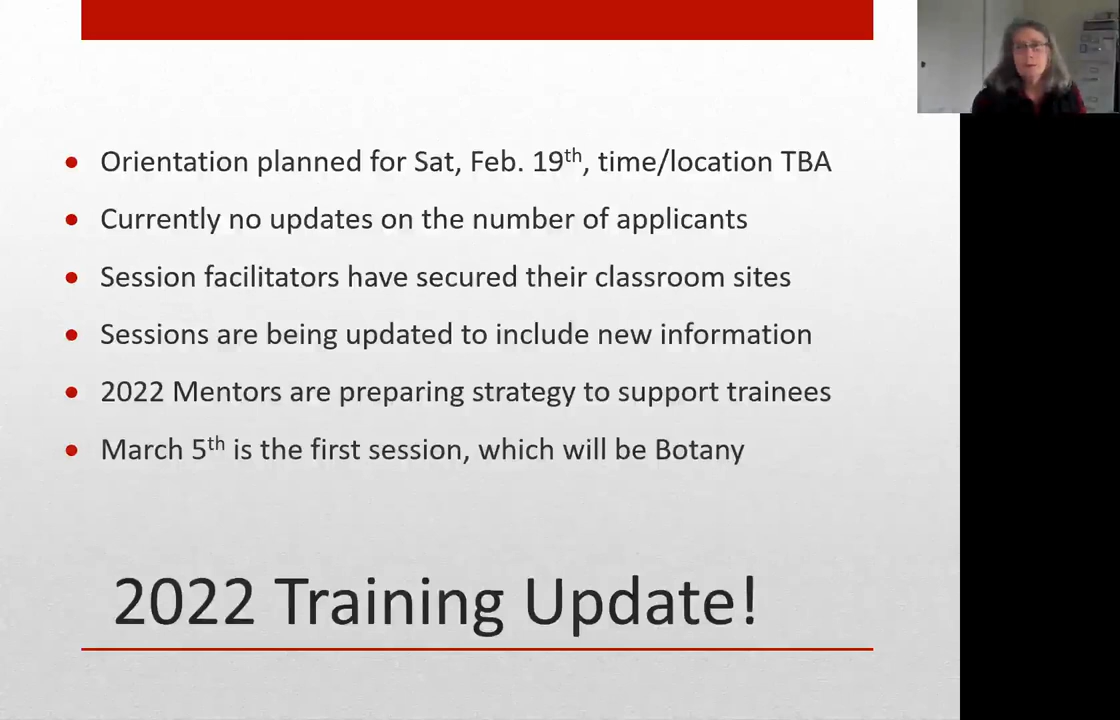 Orientation planned for Sat, Feb. 19th, time/location TBA
Currently no updates on the number of applicants
Session facilitators have secured their classroom sites
Sessions are being updated to include new information
2022 Mentors are preparing strategy to support trainees
March 5th is the first session, which will be Botany
2022 Training Update!